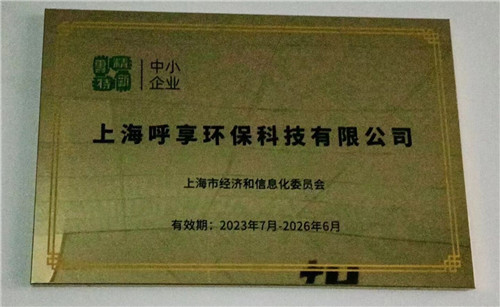 专精特新
中小
企业
上海呼享环保科技有限公司
上海市经济和信息化委员会
有效期：2023年7月-2026年6月